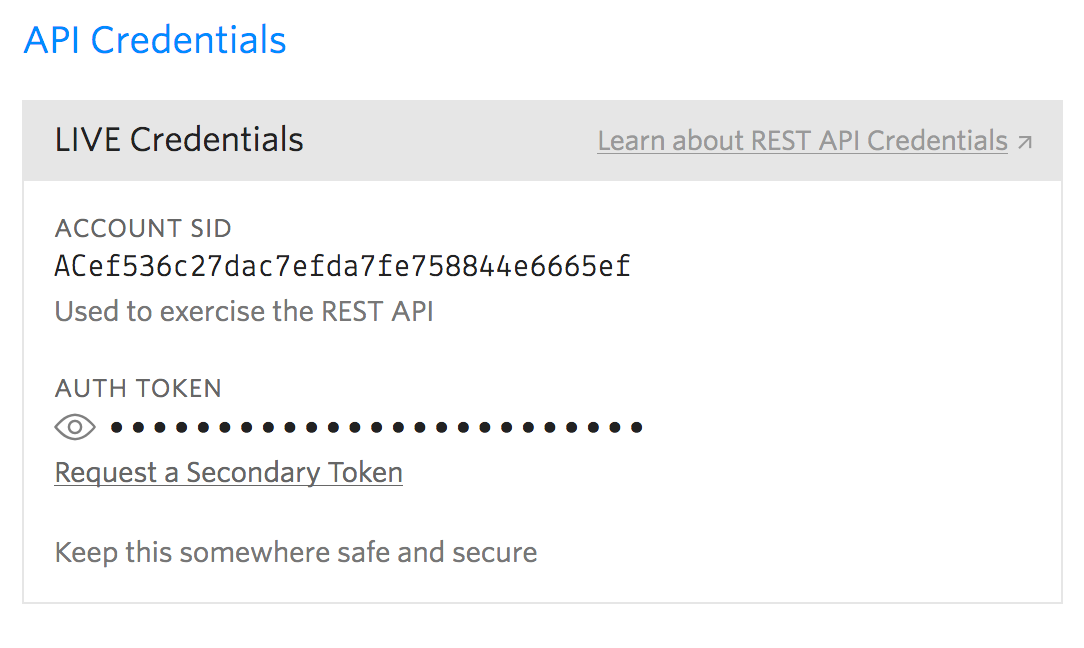 API Credentials
LIVE Credentials
Learn about REST API Credentials
ACCOUNT SID
ACef536c27dac7efda7fe758844e6665ef
Used to exercise the REST API
AUTH TOKEN
•••••••••••••••••••••••••
Request a Secondary Token
Keep this somewhere safe and secure